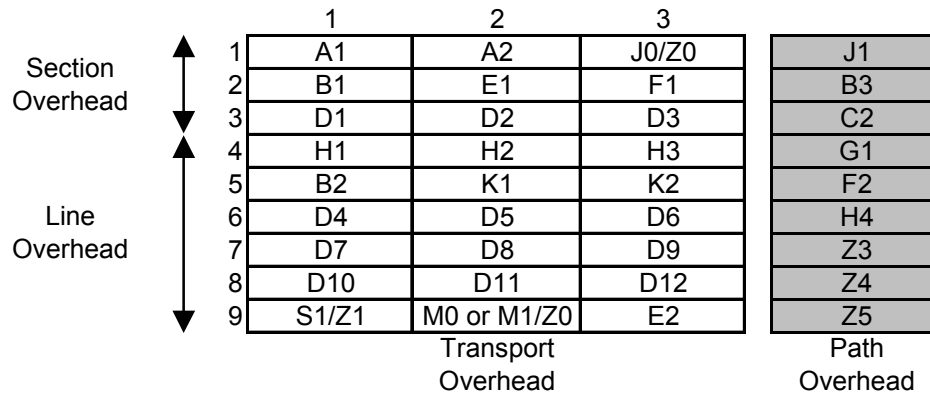 1 2 3
Section
Overhead
1 A1 A2 J0/Z0 J1
2 B1 E1 F1 B3
3 D1 D2 D3 C2
Line
Overhead
4 H1 H2 H3 G1
5 B2 K1 K2 F2
6 D4 D5 D6 H4
7 D7 D8 D9 Z3
8 D10 D11 D12 Z4
9 S1/Z1 M0 or M1/Z0 E2 Z5
Transport
Overhead
Path
Overhead